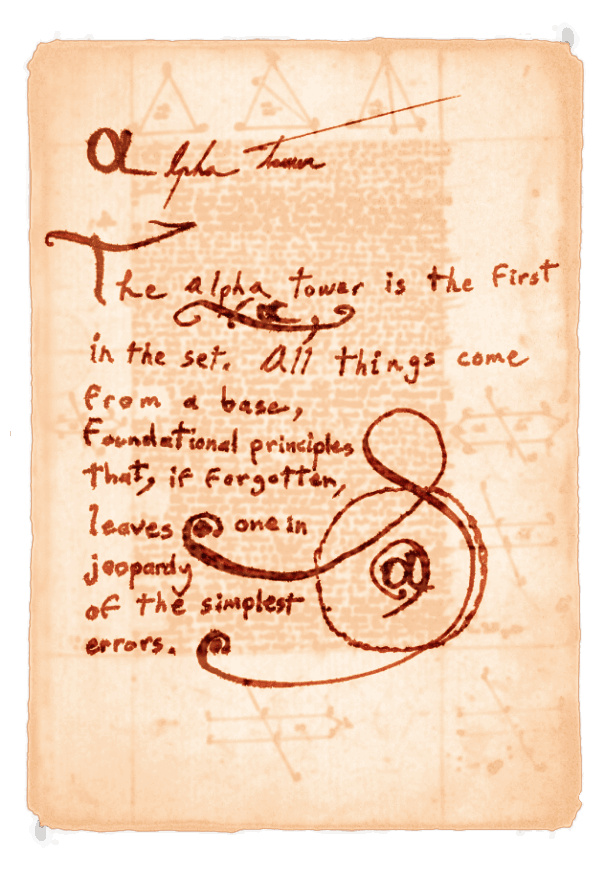 αlpha Tower
The alpha tower is the first
in the set. All things come
from a base,
Foundational principles
that, if forgotten,
leaves one in
jeopardy
of the simplest
errors.